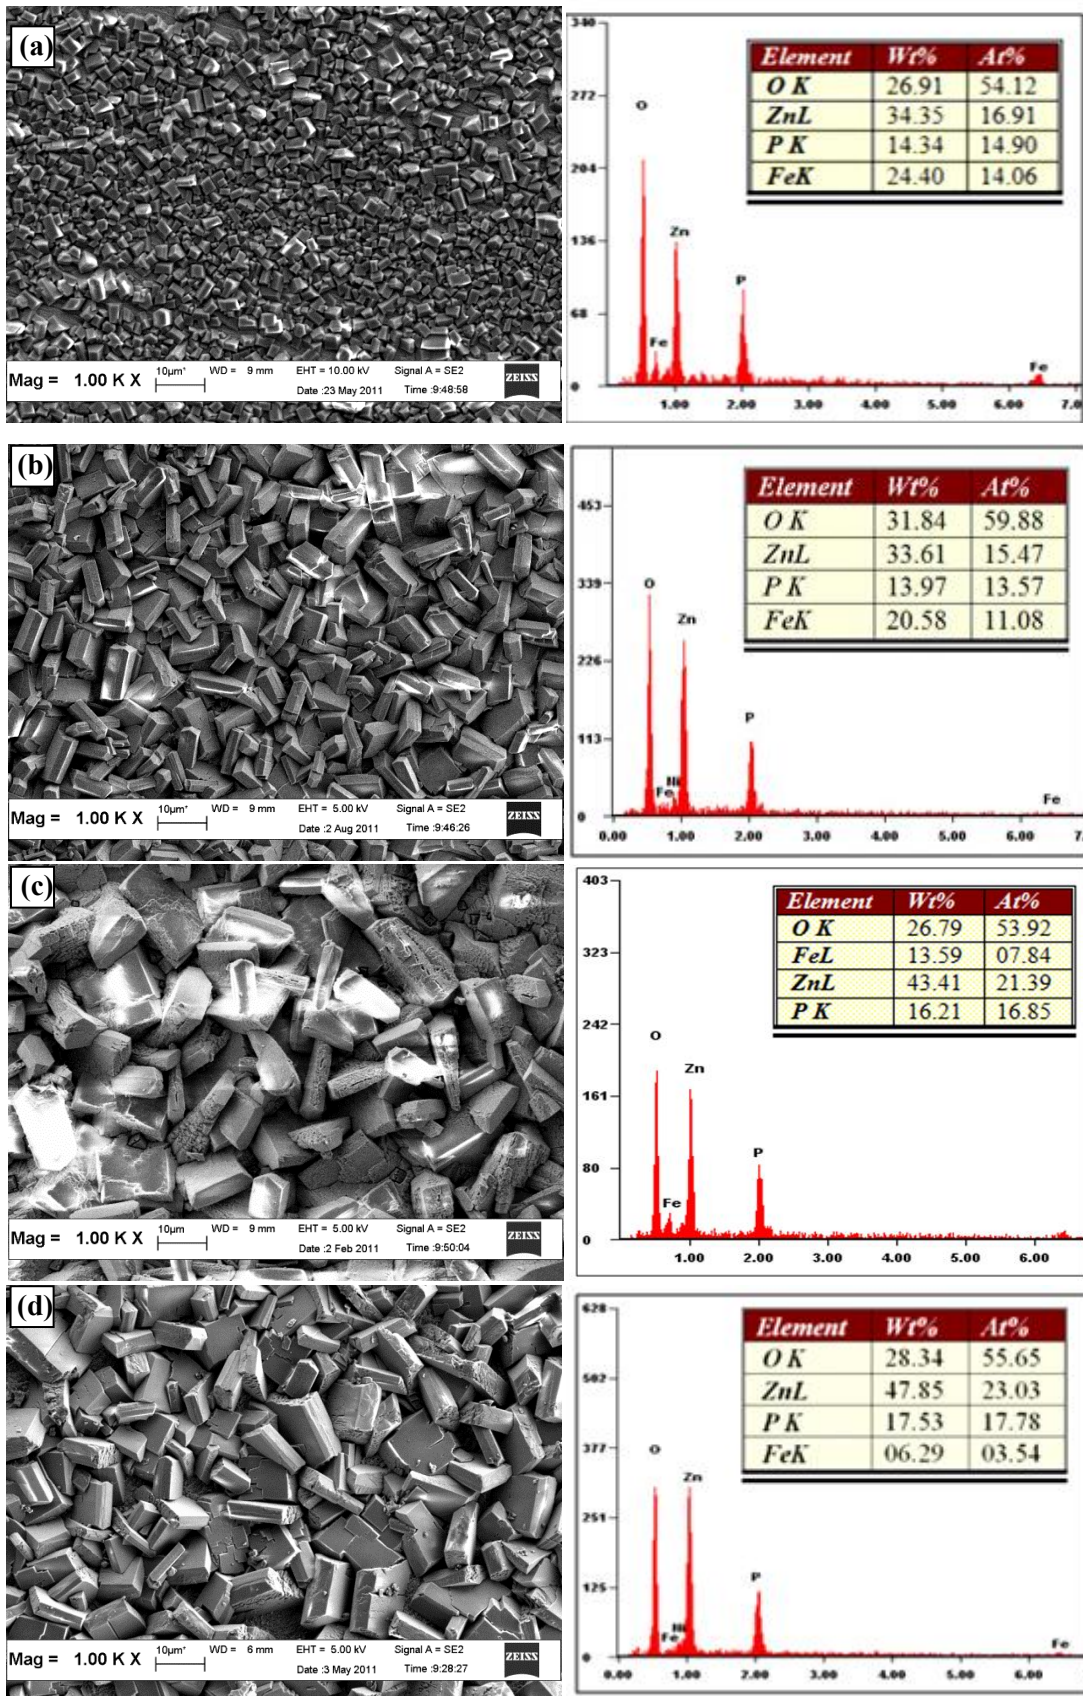 (a)
Mag = 1.00 K X 10µm* WD = 9 mm EHT = 10.00 kV Signal A = SE2 ZEISS
Date :23 May 2011 Time :9:48:58
340
272
204
136
68
0
O
Fe
Zn
P
Fe
1.00 2.00 3.00 4.00 5.00 6.00 7.0
Element Wt% At%
O K 26.91 54.12
ZnL 34.35 16.91
P K 14.34 14.90
FeK 24.40 14.06
(b)
Mag = 1.00 K X 10µm* WD = 9 mm EHT = 5.00 kV Signal A = SE2 ZEISS
Date :2 Aug 2011 Time :9:46:26
453
339
226
113
0
O
Fe
Ni
Zn
P
Fe
0.00 1.00 2.00 3.00 4.00 5.00 6.00 7.
Element Wt% At%
O K 31.84 59.88
ZnL 33.61 15.47
P K 13.97 13.57
FeK 20.58 11.08
(c)
Mag = 1.00 K X 10µm WD = 9 mm EHT = 5.00 kV Signal A = SE2 ZEISS
Date :2 Feb 2011 Time :9:50:04
403
323
242
161
80
0
O
Fe
Zn
P
1.00 2.00 3.00 4.00 5.00 6.00
Element Wt% At%
O K 26.79 53.92
FeL 13.59 07.84
ZnL 43.41 21.39
P K 16.21 16.85
(d)
Mag = 1.00 K X 10µm* WD = 6 mm EHT = 5.00 kV Signal A = SE2 ZEISS
Date :3 May 2011 Time :9:28:27
628
502
377
251
125
0
O
Fe
Ni
Zn
P
Fe
0.00 1.00 2.00 3.00 4.00 5.00 6.00
Element Wt% At%
O K 28.34 55.65
ZnL 47.85 23.03
P K 17.53 17.78
FeK 06.29 03.54